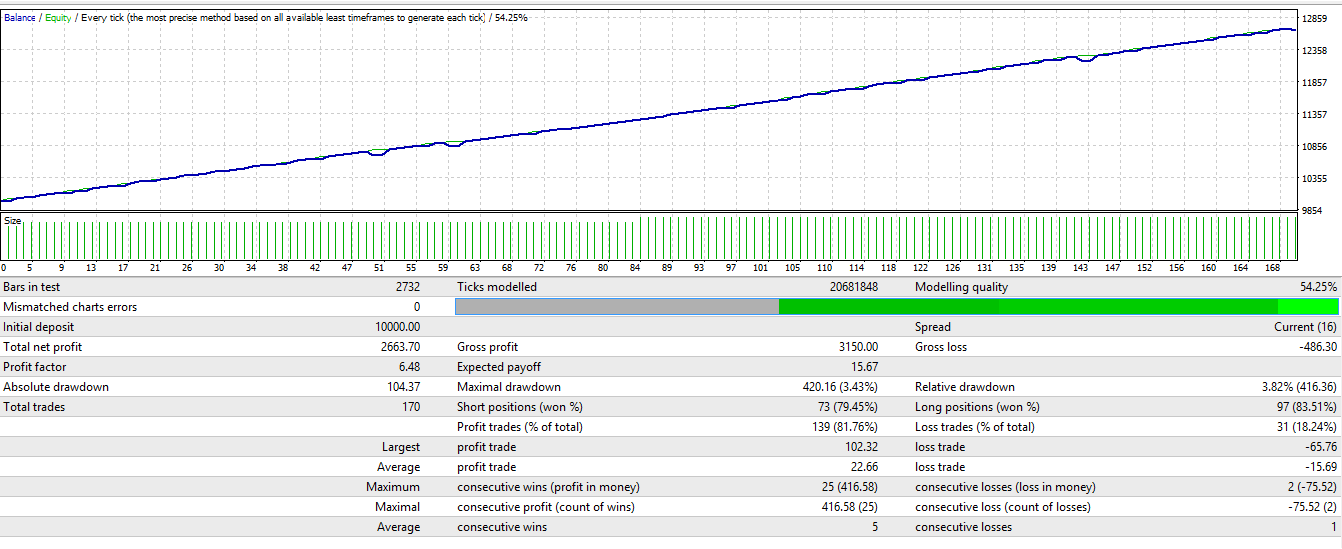 Balance / Equity / Every tick (the most precise method based on all available least timeframes to generate each tick) / 54.25%
12859
12358
11857
11357
10856
10355
9854
Size
0 5 9 13 17 21 26 30 34 38 42 47 51 55 59 63 68 72 76 80 84 89 93 97 101 105 110 114 118 122 126 131 135 139 143 147 152 156 160 164 168
Bars in test 2732 Ticks modelled 20681848 Modelling quality 54.25%
Mismatched charts errors 0
Initial deposit 10000.00 Spread Current (16)
Total net profit 2663.70 Gross profit 3150.00 Gross loss -486.30
Profit factor 6.48 Expected payoff 15.67
Absolute drawdown 104.37 Maximal drawdown 420.16 (3.43%) Relative drawdown 3.82% (416.36)
Total trades 170 Short positions (won %) 73 (79.45%) Long positions (won %) 97 (83.51%)
Profit trades (% of total) 139 (81.76%) Loss trades (% of total) 31 (18.24%)
Largest profit trade 102.32 loss trade -65.76
Average profit trade 22.66 loss trade -15.69
Maximum consecutive wins (profit in money) 25 (416.58) consecutive losses (loss in money) 2 (-75.52)
Maximal consecutive profit (count of wins) 416.58 (25) consecutive loss (count of losses) -75.52 (2)
Average consecutive wins 5 consecutive losses 1